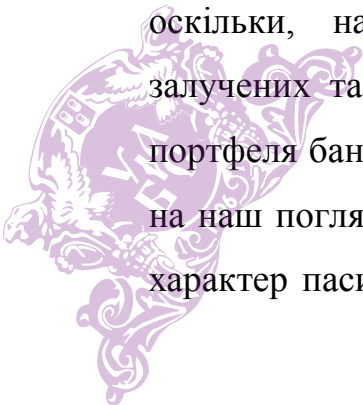 оскільки, на
залучених та
портфеля бан
на наш погля
характер паси